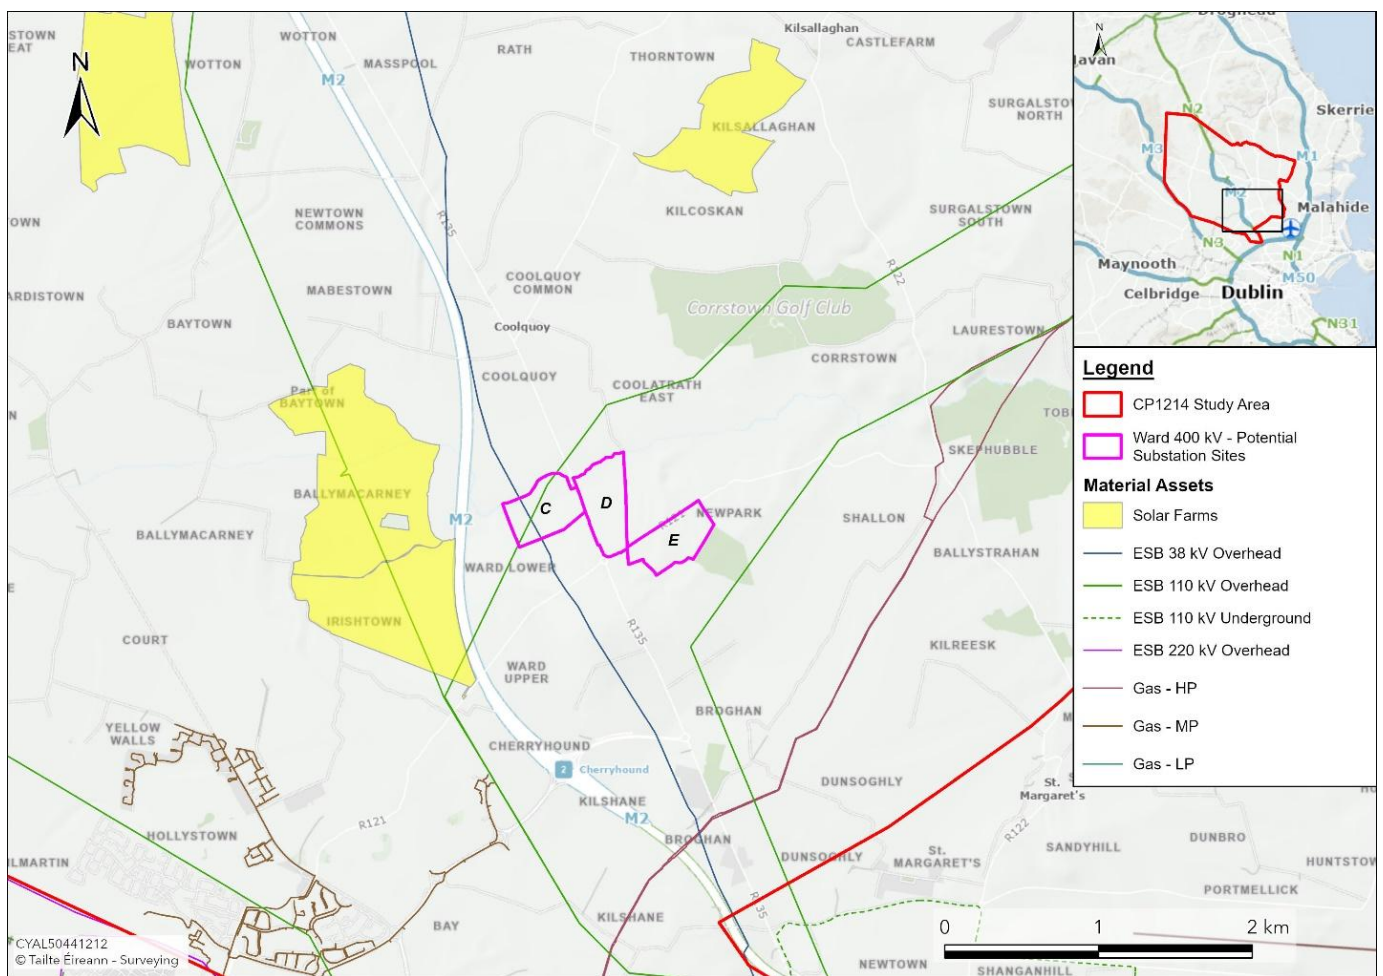 STOWN
EAT
WOTTON
WOTTON
M2
MASSPOOL
RATH
THORNTOWN
Kilsallaghan
CASTLEFARM
SURGALSTOW
NORTH
N
KILSALLAGHAN
KILCOSKAN
SURGALSTOWN
SOUTH
OWN
NEWTOWN
COMMONS
R135
R122
ARDISTOWN
MABESTOWN
COOLQUOY
COMMON
BAYTOWN
Coolquoy
Corrstown Golf Club
LAURESTOWN
CORRSTOWN
COOLQUOY
COOLATRATH
EAST
Part of
BAYTOWN
N
TOB
SKEPHUBBLE
BALLYMACARNEY
C
D
E
R121
NEWPARK
SHALLON
M2
BALLYMACARNEY
BALLYSTRAHAN
WARD LOWER
E
IRISHTOWN
COURT
R135
KILREESK
WARD
UPPER
BROGHAN
M
YELLOW
WALLS
CHERRYHOUND
2
Cherryhound
DUNSOGHLY
St.
Margaret's
KILSHANE
M2
R121
HOLLYSTOWN
BROGHAN
R122
DUNBRO
SANDYHILL
ILMARTIN
DUNSOGHLY
St.
MARGARET'S
HUNTSTOW
PORTMELLICK
R135
BAY
KILSHANE
NEWTOWN
SHANGANHILL
0
1
2 km
CYAL50441212
© Tailte Éireann - Surveying
N
Drogheda
Navan
N2
Skerrie
M3
M1
M2
Malahide
N3
N1
Maynooth
M50
Celbridge
Dublin
N31
Legend
CP1214 Study Area
Ward 400 kV - Potential
Substation Sites
Material Assets
Solar Farms
ESB 38 kV Overhead
ESB 110 kV Overhead
ESB 110 kV Underground
ESB 220 kV Overhead
Gas - HP
Gas - MP
Gas - LP